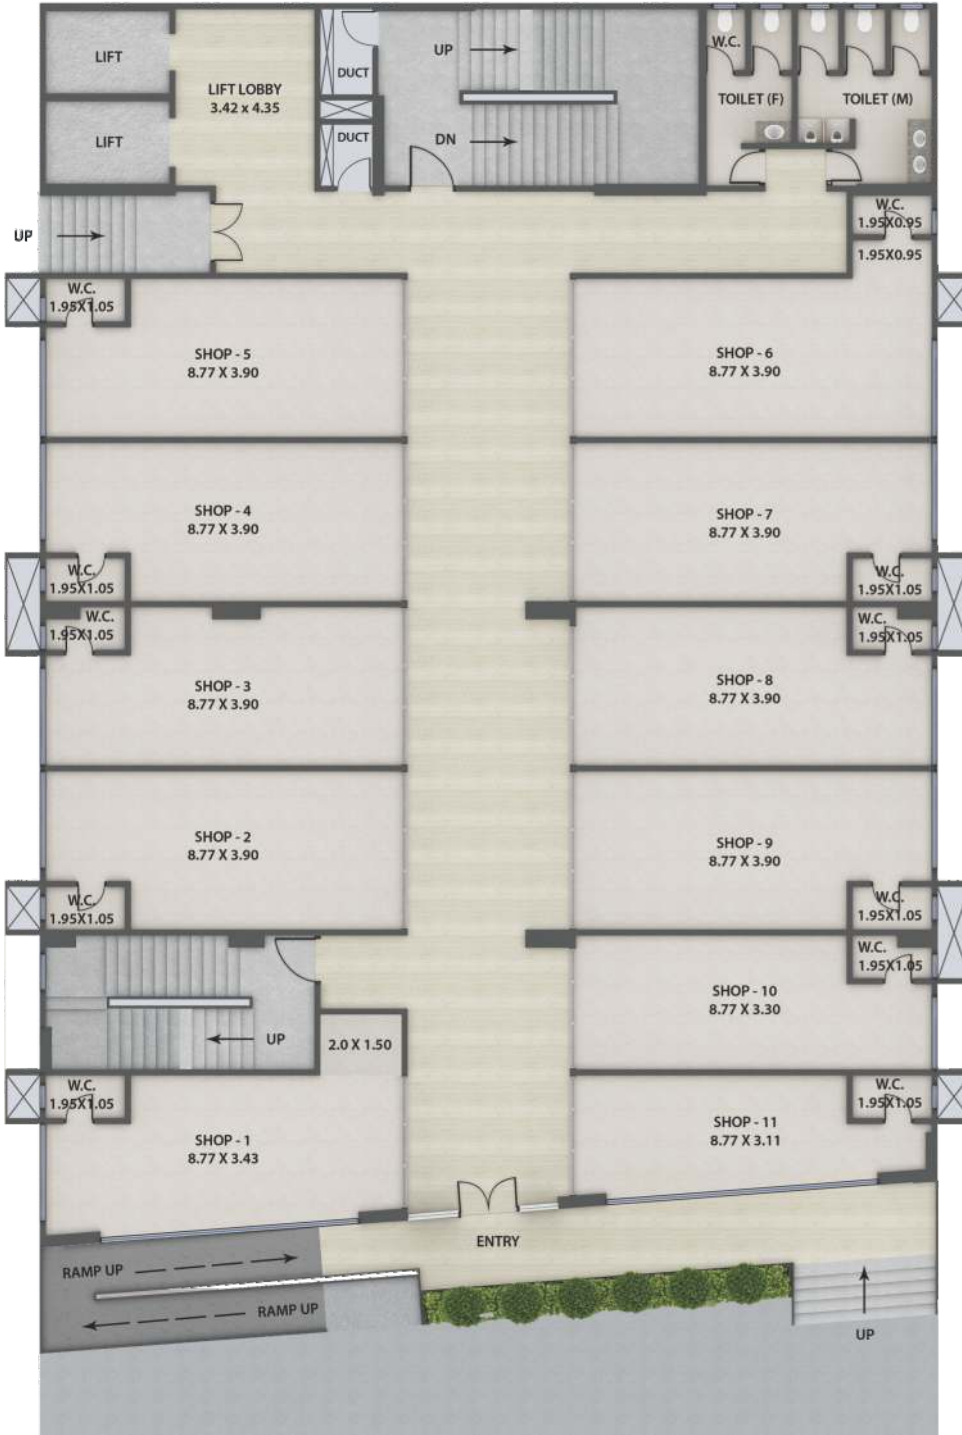 LIFT
LIFT LOBBY
3.42 x 4.35
LIFT
DUCT
DUCT
UP
DN
W.C.
TOILET (F)
TOILET (M)
UP
W.C.
1.95X0.95
1.95X0.95
W.C.
1.95X1.05
SHOP - 5
8.77 X 3.90
SHOP - 6
8.77 X 3.90
SHOP - 4
8.77 X 3.90
SHOP - 7
8.77 X 3.90
W.C.
1.95X1.05
W.C.
1.95X1.05
W.C.
1.95X1.05
W.C.
1.95X1.05
SHOP - 3
8.77 X 3.90
SHOP - 8
8.77 X 3.90
SHOP - 2
8.77 X 3.90
SHOP - 9
8.77 X 3.90
W.C.
1.95X1.05
W.C.
1.95X1.05
W.C.
1.95X1.05
SHOP - 10
8.77 X 3.30
UP
2.0 X 1.50
W.C.
1.95X1.05
W.C.
1.95X1.05
SHOP - 1
8.77 X 3.43
SHOP - 11
8.77 X 3.11
ENTRY
RAMP UP
RAMP UP
UP